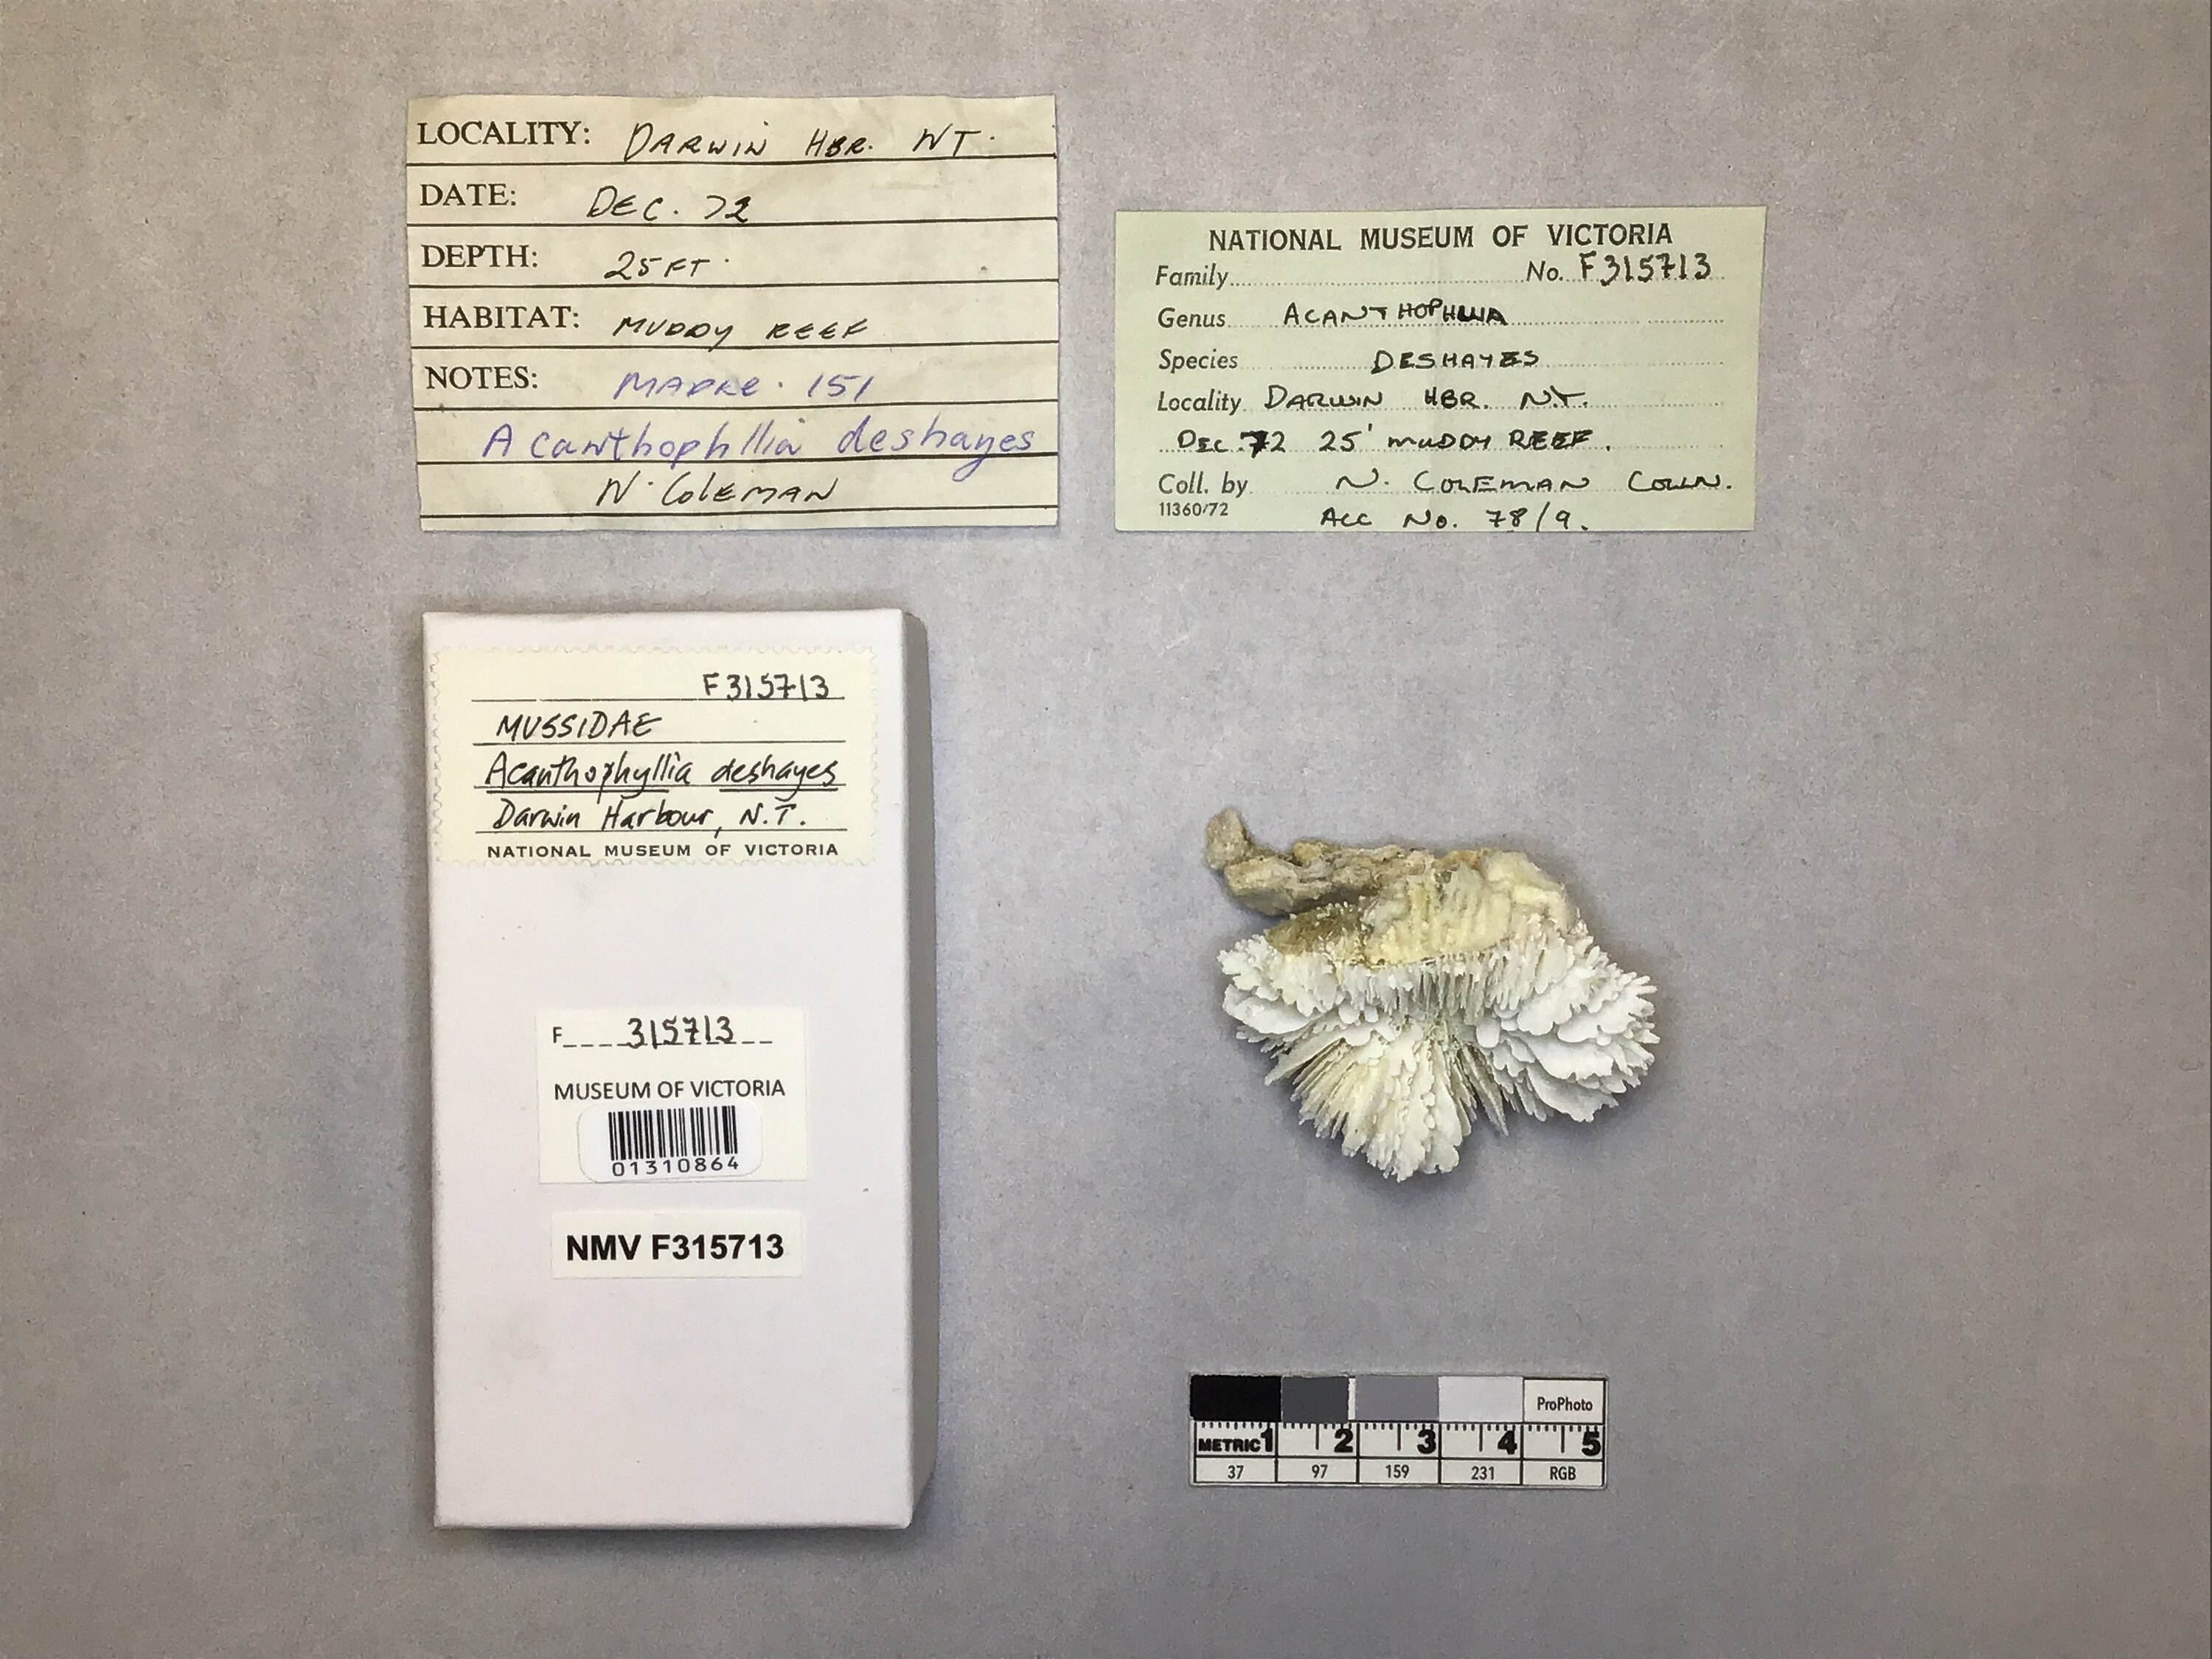 LOCALITY: DARWIN HBR. NT.
DATE: DEC. 72
DEPTH: 25 FT.
HABITAT: MUDDY REEF
NOTES: MADRE. 151
Acanthophllia deshayes
N. COLEMAN
NATIONAL MUSEUM OF VICTORIA
Family No. F315713
Genus ACANTHOPHLLIA
Species DESHAYES
Locality DARWIN HBR. N.T.
DEC. 72 25' MUDDY REEF.
Coll. by N. COLEMAN COLLN.
11360/72 ACC NO. 78/9.
F315713
MUSSIDAE
Acanthophyllia deshayes
Darwin Harbour, N.T.
NATIONAL MUSEUM OF VICTORIA
F 315713
MUSEUM OF VICTORIA
01310864
NMV F315713
ProPhoto
METRIC 1 2 3 4 5
37 97 159 231 RGB